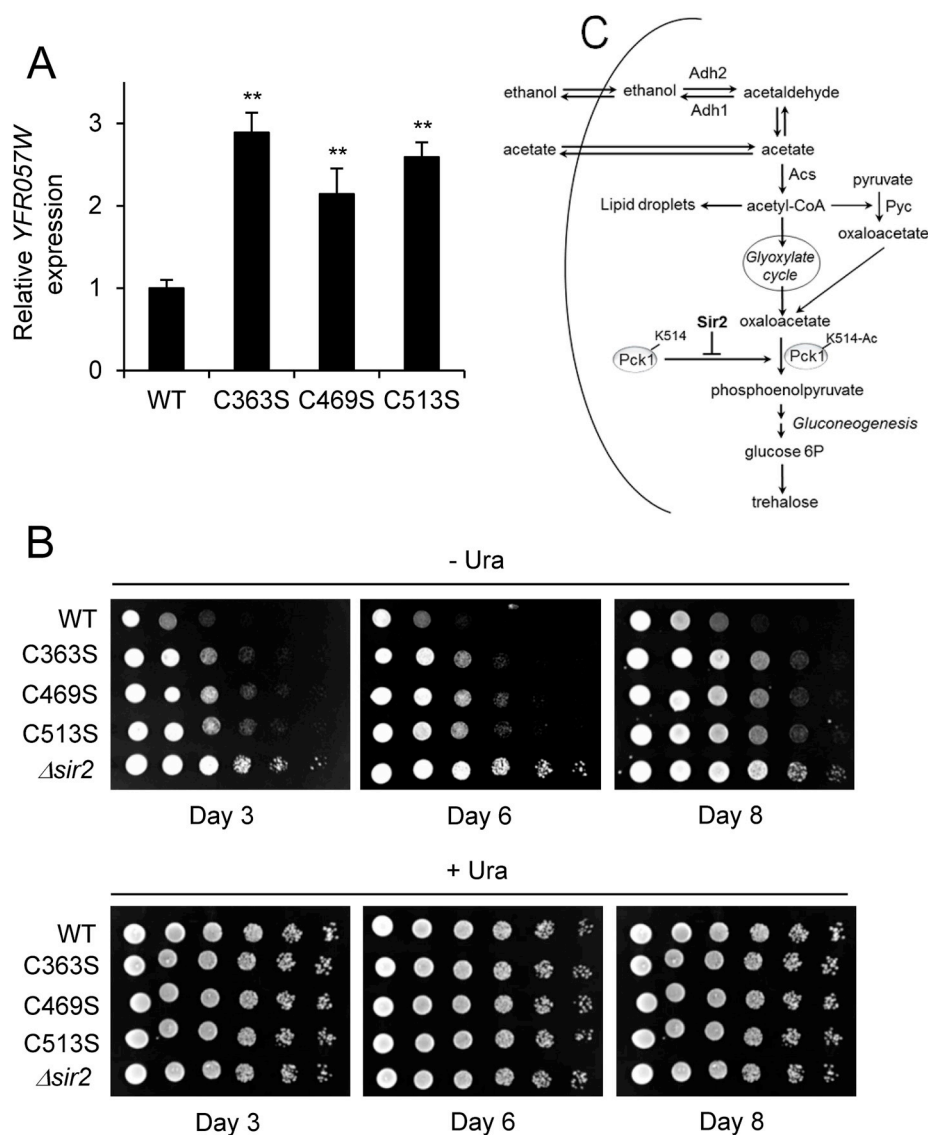 A
Relative YFR057W
expression
3
2
1
0
**
**
**
WT
C363S
C469S
C513S
C
ethanol
ethanol
Adh2
Adh1
acetaldehyde
acetate
acetate
Acs
pyruvate
Lipid droplets
acetyl-CoA
Pyc
oxaloacetate
Glyoxylate
cycle
oxaloacetate
Sir2
K514
Pck1
K514-Ac
Pck1
phosphoenolpyruvate
Gluconeogenesis
glucose 6P
trehalose
B
- Ura
WT
C363S
C469S
C513S
Δsir2
Day 3
Day 6
Day 8
+ Ura
WT
C363S
C469S
C513S
Δsir2
Day 3
Day 6
Day 8